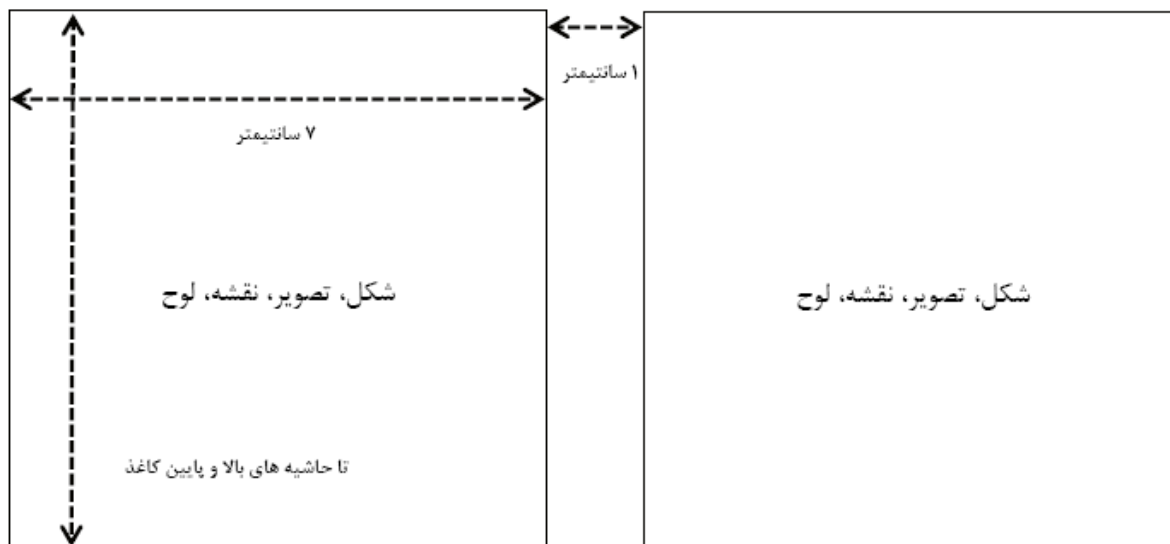 ۱ سانتیمتر
۷ سانتیمتر
شکل، تصویر، نقشه، لوح
شکل، تصویر، نقشه، لوح
تا حاشیه های بالا و پایین کاغذ